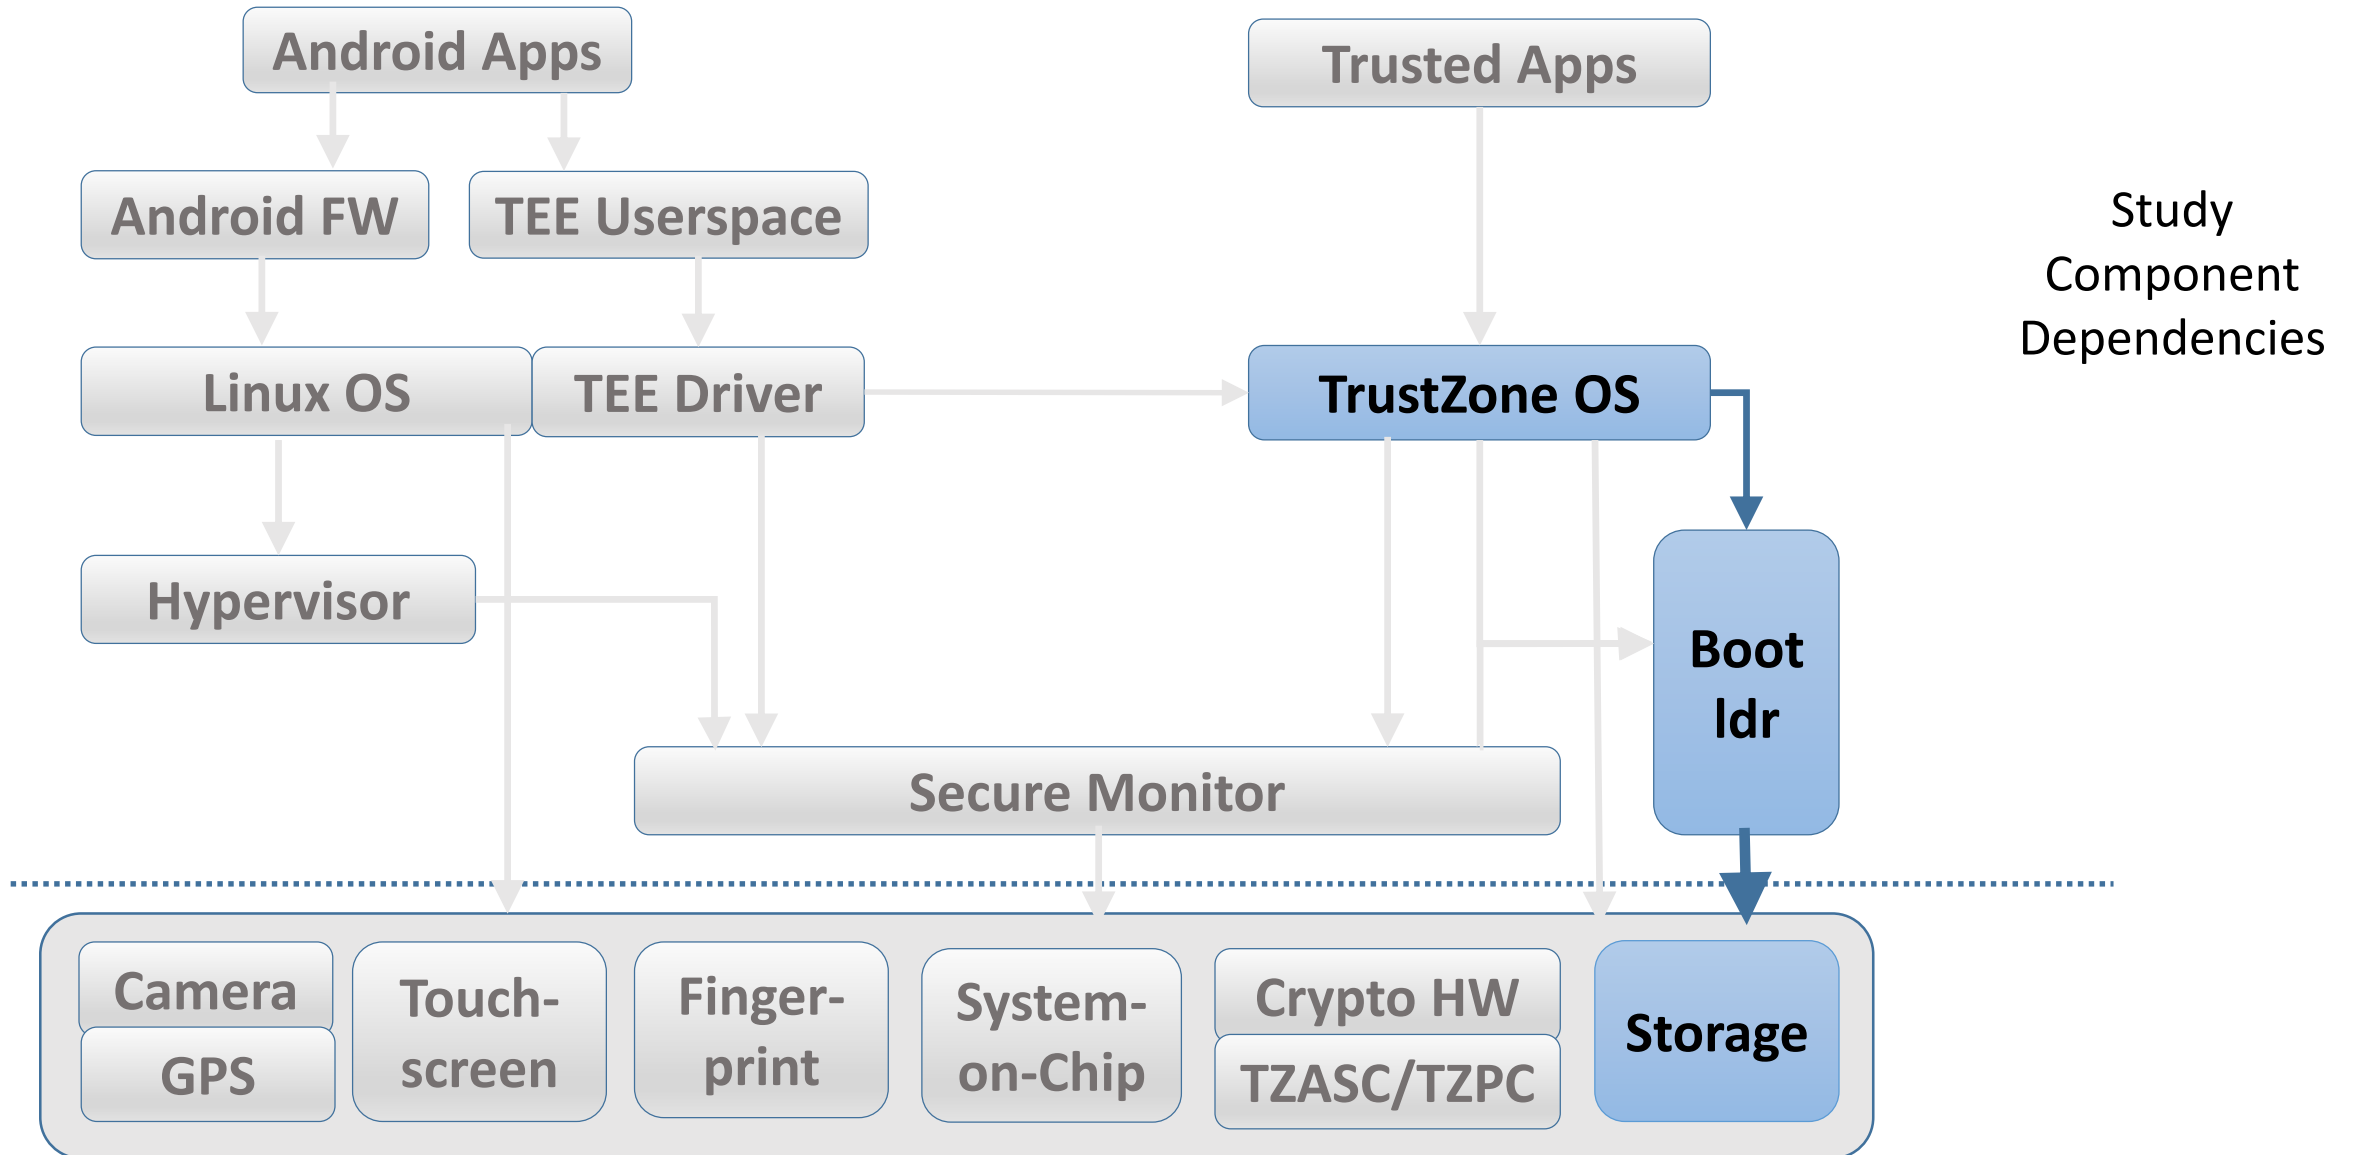 Android Apps
Trusted Apps
Android FW
TEE Userspace
Study
Component
Dependencies
Linux OS
TEE Driver
TrustZone OS
Hypervisor
Boot
ldr
Secure Monitor
Camera
GPS
Touch-
screen
Finger-
print
System-
on-Chip
Crypto HW
TZASC/TZPC
Storage